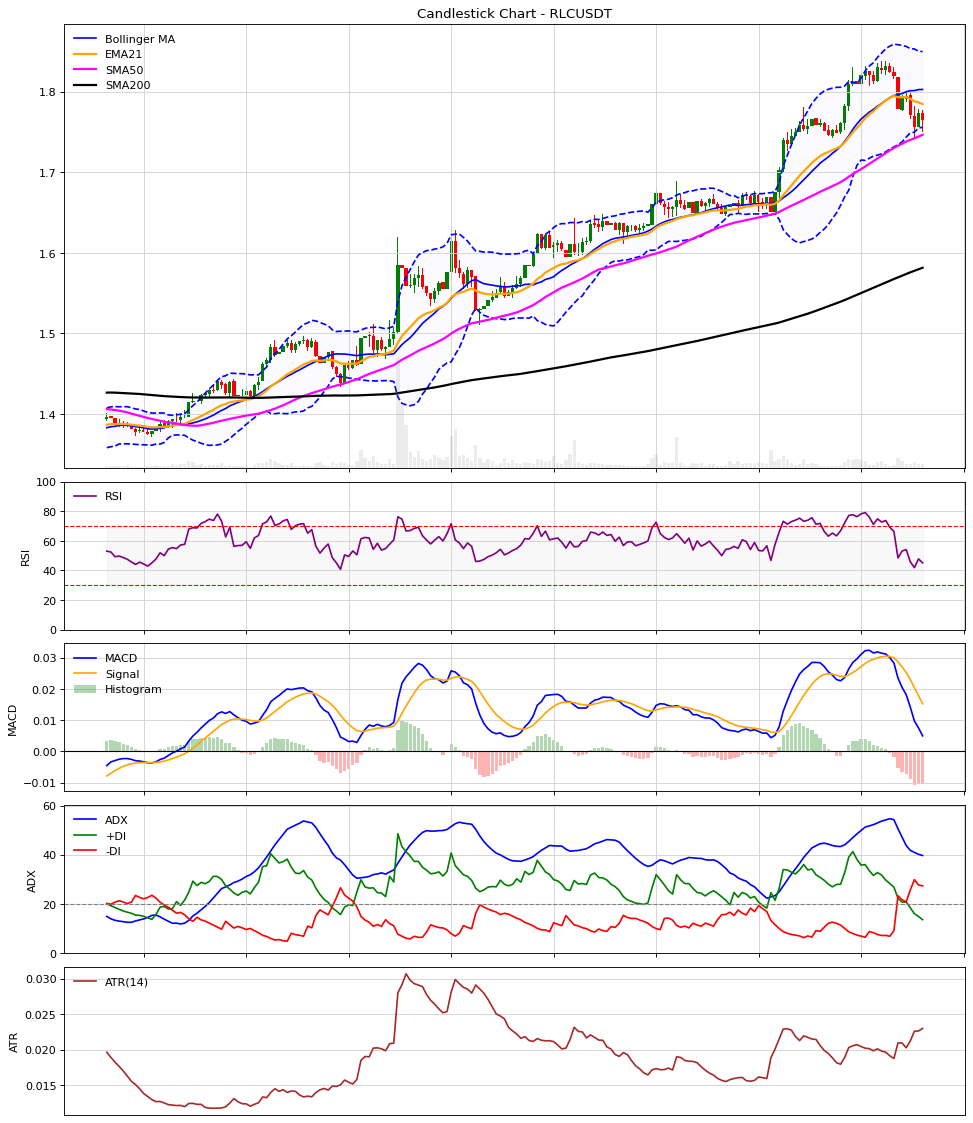 Candlestick Chart - RLCUSDT
Bollinger MA
EMA21
SMA50
SMA200
1.8
1.7
1.6
1.5
1.4
100
80
60
40
20
0
RSI
RSI
0.03
0.02
0.01
0.00
−0.01
MACD
MACD
Signal
Histogram
60
40
20
0
ADX
ADX
+DI
-DI
0.030
0.025
0.020
0.015
ATR
ATR(14)